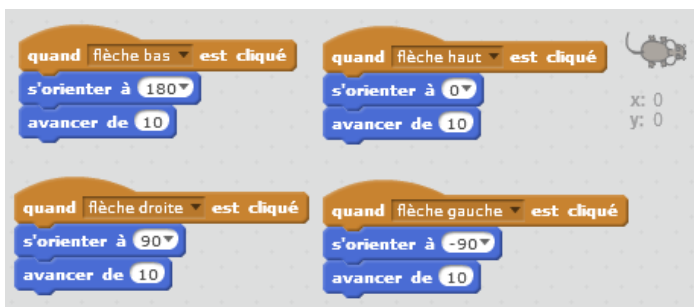 quand flèche bas est cliqué
s'orienter à 180
avancer de 10
quand flèche haut est cliqué
s'orienter à 0
avancer de 10
x: 0
y: 0
quand flèche droite est cliqué
s'orienter à 90
avancer de 10
quand flèche gauche est cliqué
s'orienter à -90
avancer de 10